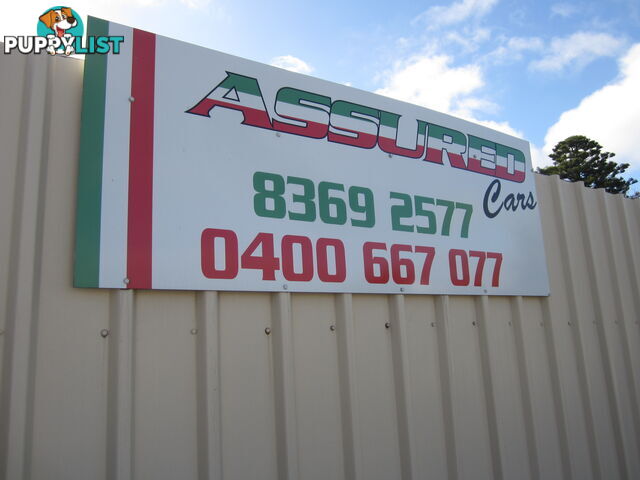 PUPPYLIST
ASSURED
Cars
8369 2577
0400 667 077